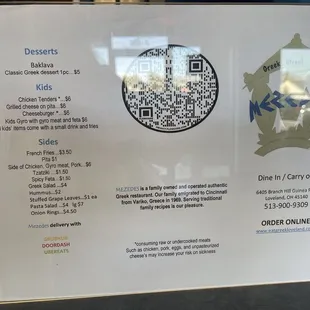 Desserts
Baklava
Classic Greek dessert 1pc...$5
Kids
Chicken Tenders *...$6
Grilled cheese on pita...$6
Cheeseburger *...$6
Kids Gyro with gyro meat and feta $6
kids' items come with a small drink and fries
Sides
French Fries...$3.50
Pita $1
Side of Chicken, Gyro meat, Pork...$6
Tzatziki ...$1.50
Spicy Feta...$1.50
Greek Salad...$4
Hummus...$2
Stuffed Grape Leaves...$1 ea
Pasta Salad ...$4 lg $7
Onion Rings...$4.50
Mezedes delivery with
GRUBHUB
DOORDASH
UBEREATS
MEZEDES is a family owned and operated authentic
Greek restaurant. Our family emigrated to Cincinnati
from Variko, Greece in 1969. Serving traditional
family recipes is our pleasure.
*consuming raw or undercooked meats
Such as chicken, pork, eggs, and unpasteurized
cheese's may increase your risk on sickness
Greek
Dine In / Carry o
6405 Branch Hill Guinea
Loveland, OH 45140
513-900-9309
ORDER ONLINE